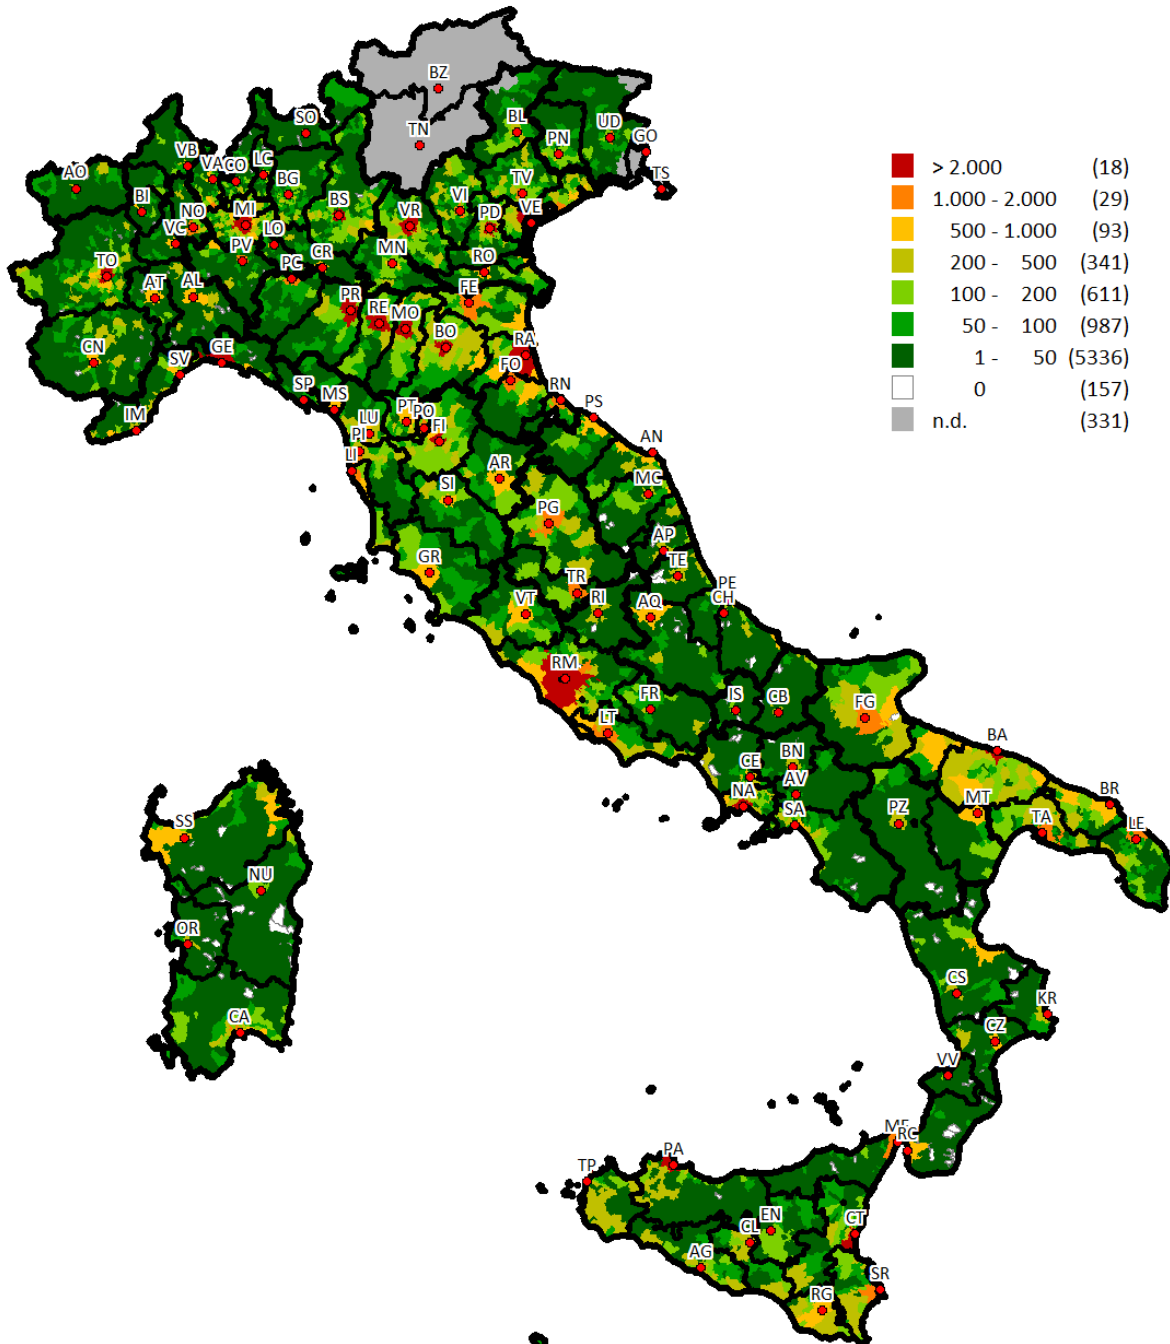 BZ
SO
TN
BL
UD
PN
GO
VB
VA
CO
LC
AO
BI
BG
TV
TS
> 2.000 (18)
1.000 - 2.000 (29)
500 - 1.000 (93)
200 - 500 (341)
100 - 200 (611)
50 - 100 (987)
1 - 50 (5336)
0 (157)
n.d. (331)
NO
MI
BS
VI
VR
PD
VE
VC
LO
PV
CR
MN
RO
TO
PC
AT
AL
PR
RE
MO
FE
BO
RA
CN
SV
GE
FO
SP
MS
RN
PS
IM
LU
PT
PO
FI
PI
LI
AN
AR
SI
MC
PG
AP
TE
GR
TR
RI
VT
AQ
PE
CH
RM
FR
IS
CB
FG
LT
BA
CE
BN
AV
NA
SA
PZ
MT
BR
TA
LE
SS
NU
OR
CA
CS
KR
CZ
VV
ME
RC
PA
TP
EN
CL
CT
AG
SR
RG